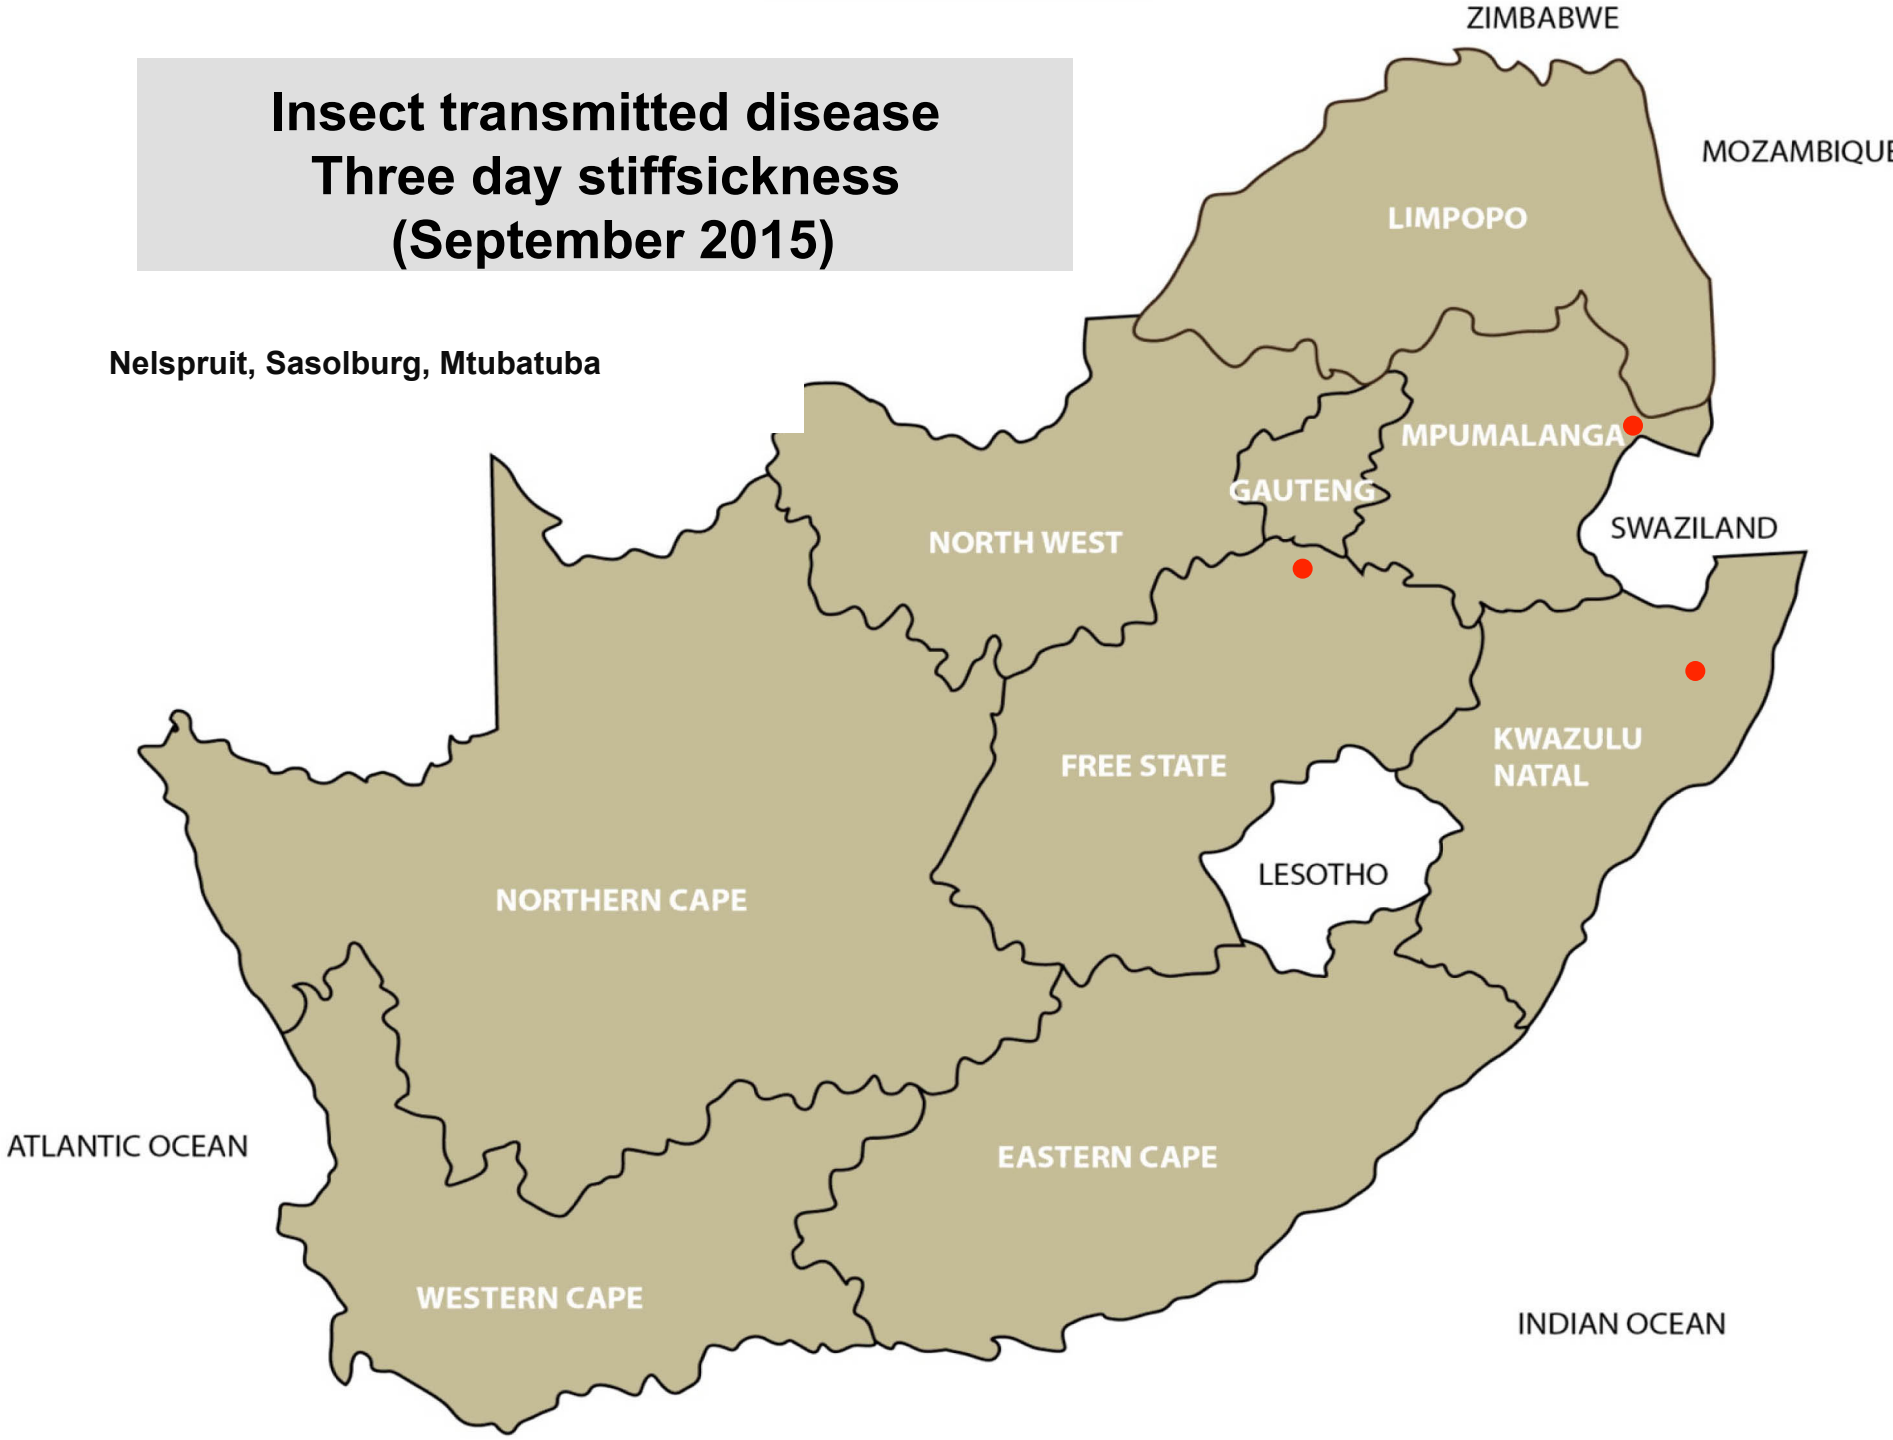 ZIMBABWE
Insect transmitted disease
Three day stiffsickness
(September 2015)
MOZAMBIQUE
LIMPOPO
Nelspruit, Sasolburg, Mtubatuba
MPUMALANGA
GAUTENG
NORTH WEST
SWAZILAND
KWAZULU
NATAL
FREE STATE
LESOTHO
NORTHERN CAPE
ATLANTIC OCEAN
EASTERN CAPE
WESTERN CAPE
INDIAN OCEAN